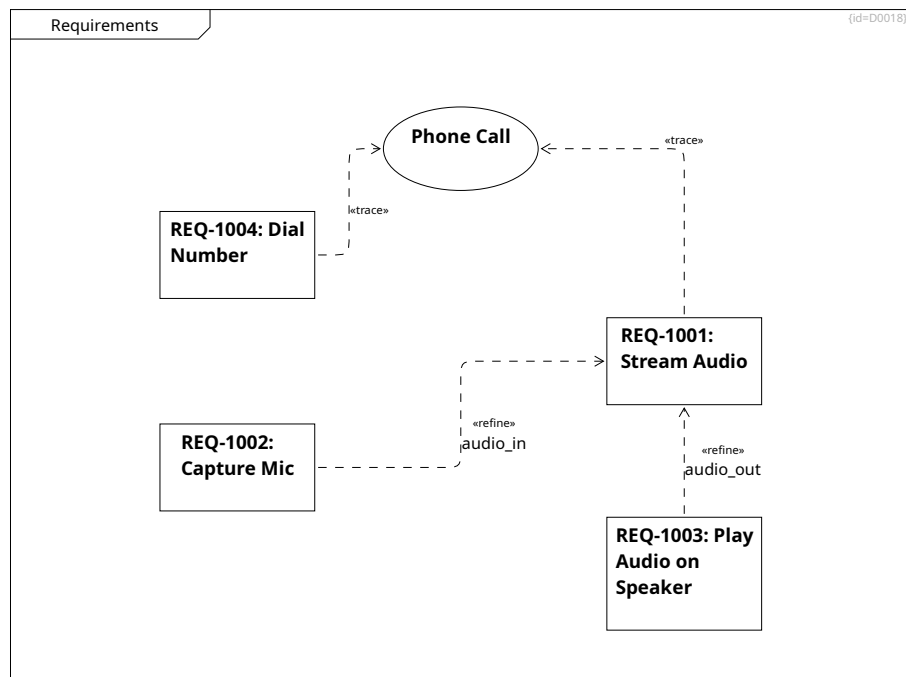 Requirements
{id=D0018}
Phone Call
«trace»
«trace»
REQ-1004: Dial
Number
REQ-1001:
Stream Audio
«refine»
audio_in
REQ-1002:
Capture Mic
«refine»
audio_out
REQ-1003: Play
Audio on
Speaker